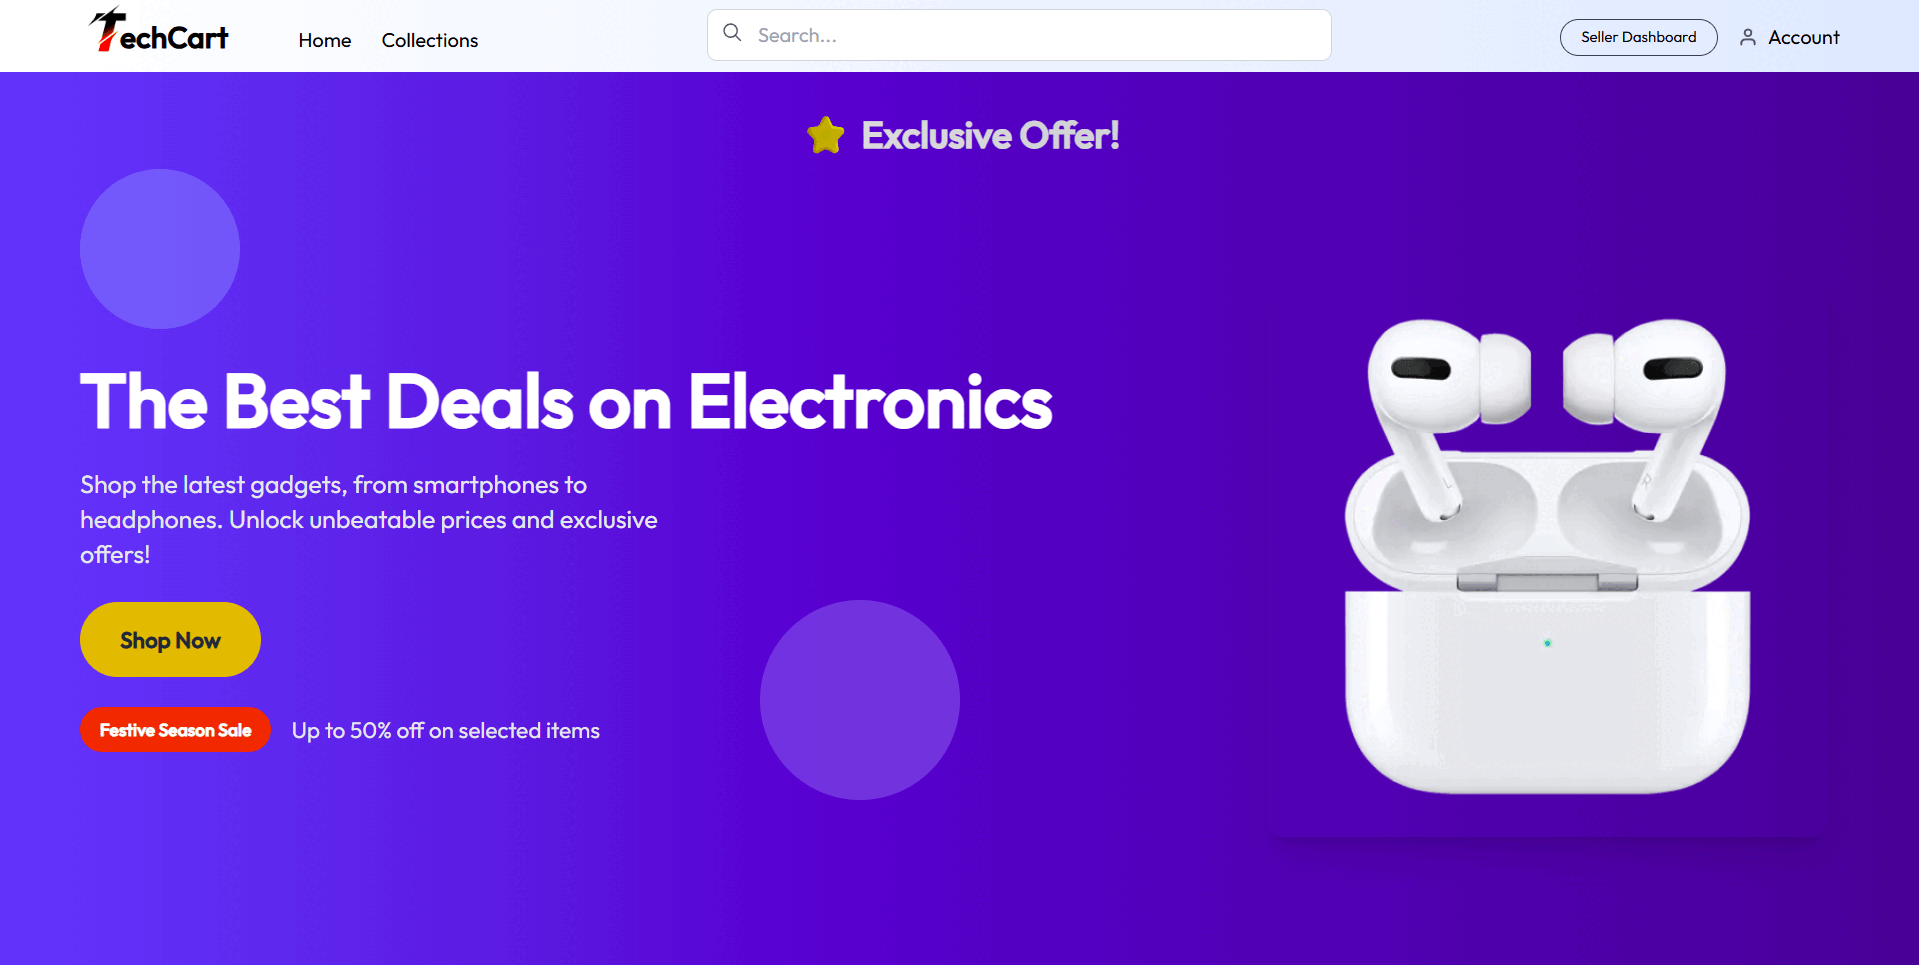 TechCart
Home
Collections
Search...
Seller Dashboard
Account
Exclusive Offer!
The Best Deals on Electronics
Shop the latest gadgets, from smartphones to
headphones. Unlock unbeatable prices and exclusive
offers!
Shop Now
Festive Season Sale
Up to 50% off on selected items
L
R